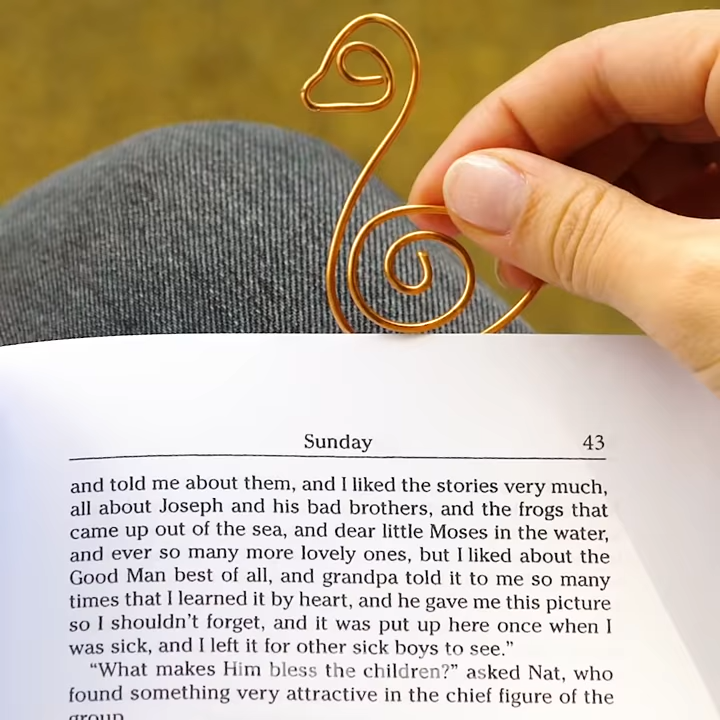 Sunday 43
and told me about them, and I liked the stories very much,
all about Joseph and his bad brothers, and the frogs that
came up out of the sea, and dear little Moses in the water,
and ever so many more lovely ones, but I liked about the
Good Man best of all, and grandpa told it to me so many
times that I learned it by heart, and he gave me this picture
so I shouldn't forget, and it was put up here once when I
was sick, and I left it for other sick boys to see."
"What makes Him bless the children?" asked Nat, who
found something very attractive in the chief figure of the
group